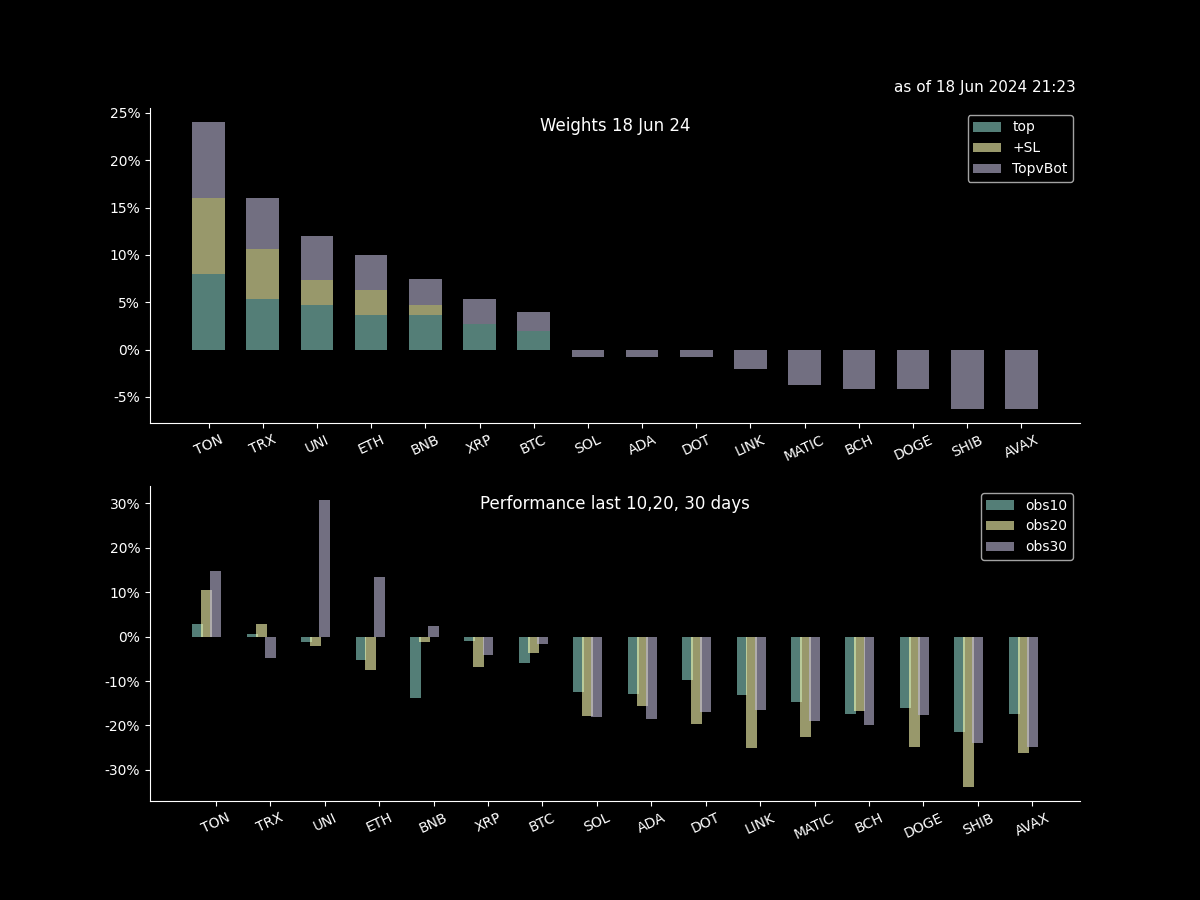 as of 18 Jun 2024 21:23
Weights 18 Jun 24
top
+SL
TopvBot
25%
20%
15%
10%
5%
0%
-5%
TON TRX UNI ETH BNB XRP BTC SOL ADA DOT LINK MATIC BCH DOGE SHIB AVAX
Performance last 10,20, 30 days
obs10
obs20
obs30
30%
20%
10%
0%
-10%
-20%
-30%
TON TRX UNI ETH BNB XRP BTC SOL ADA DOT LINK MATIC BCH DOGE SHIB AVAX